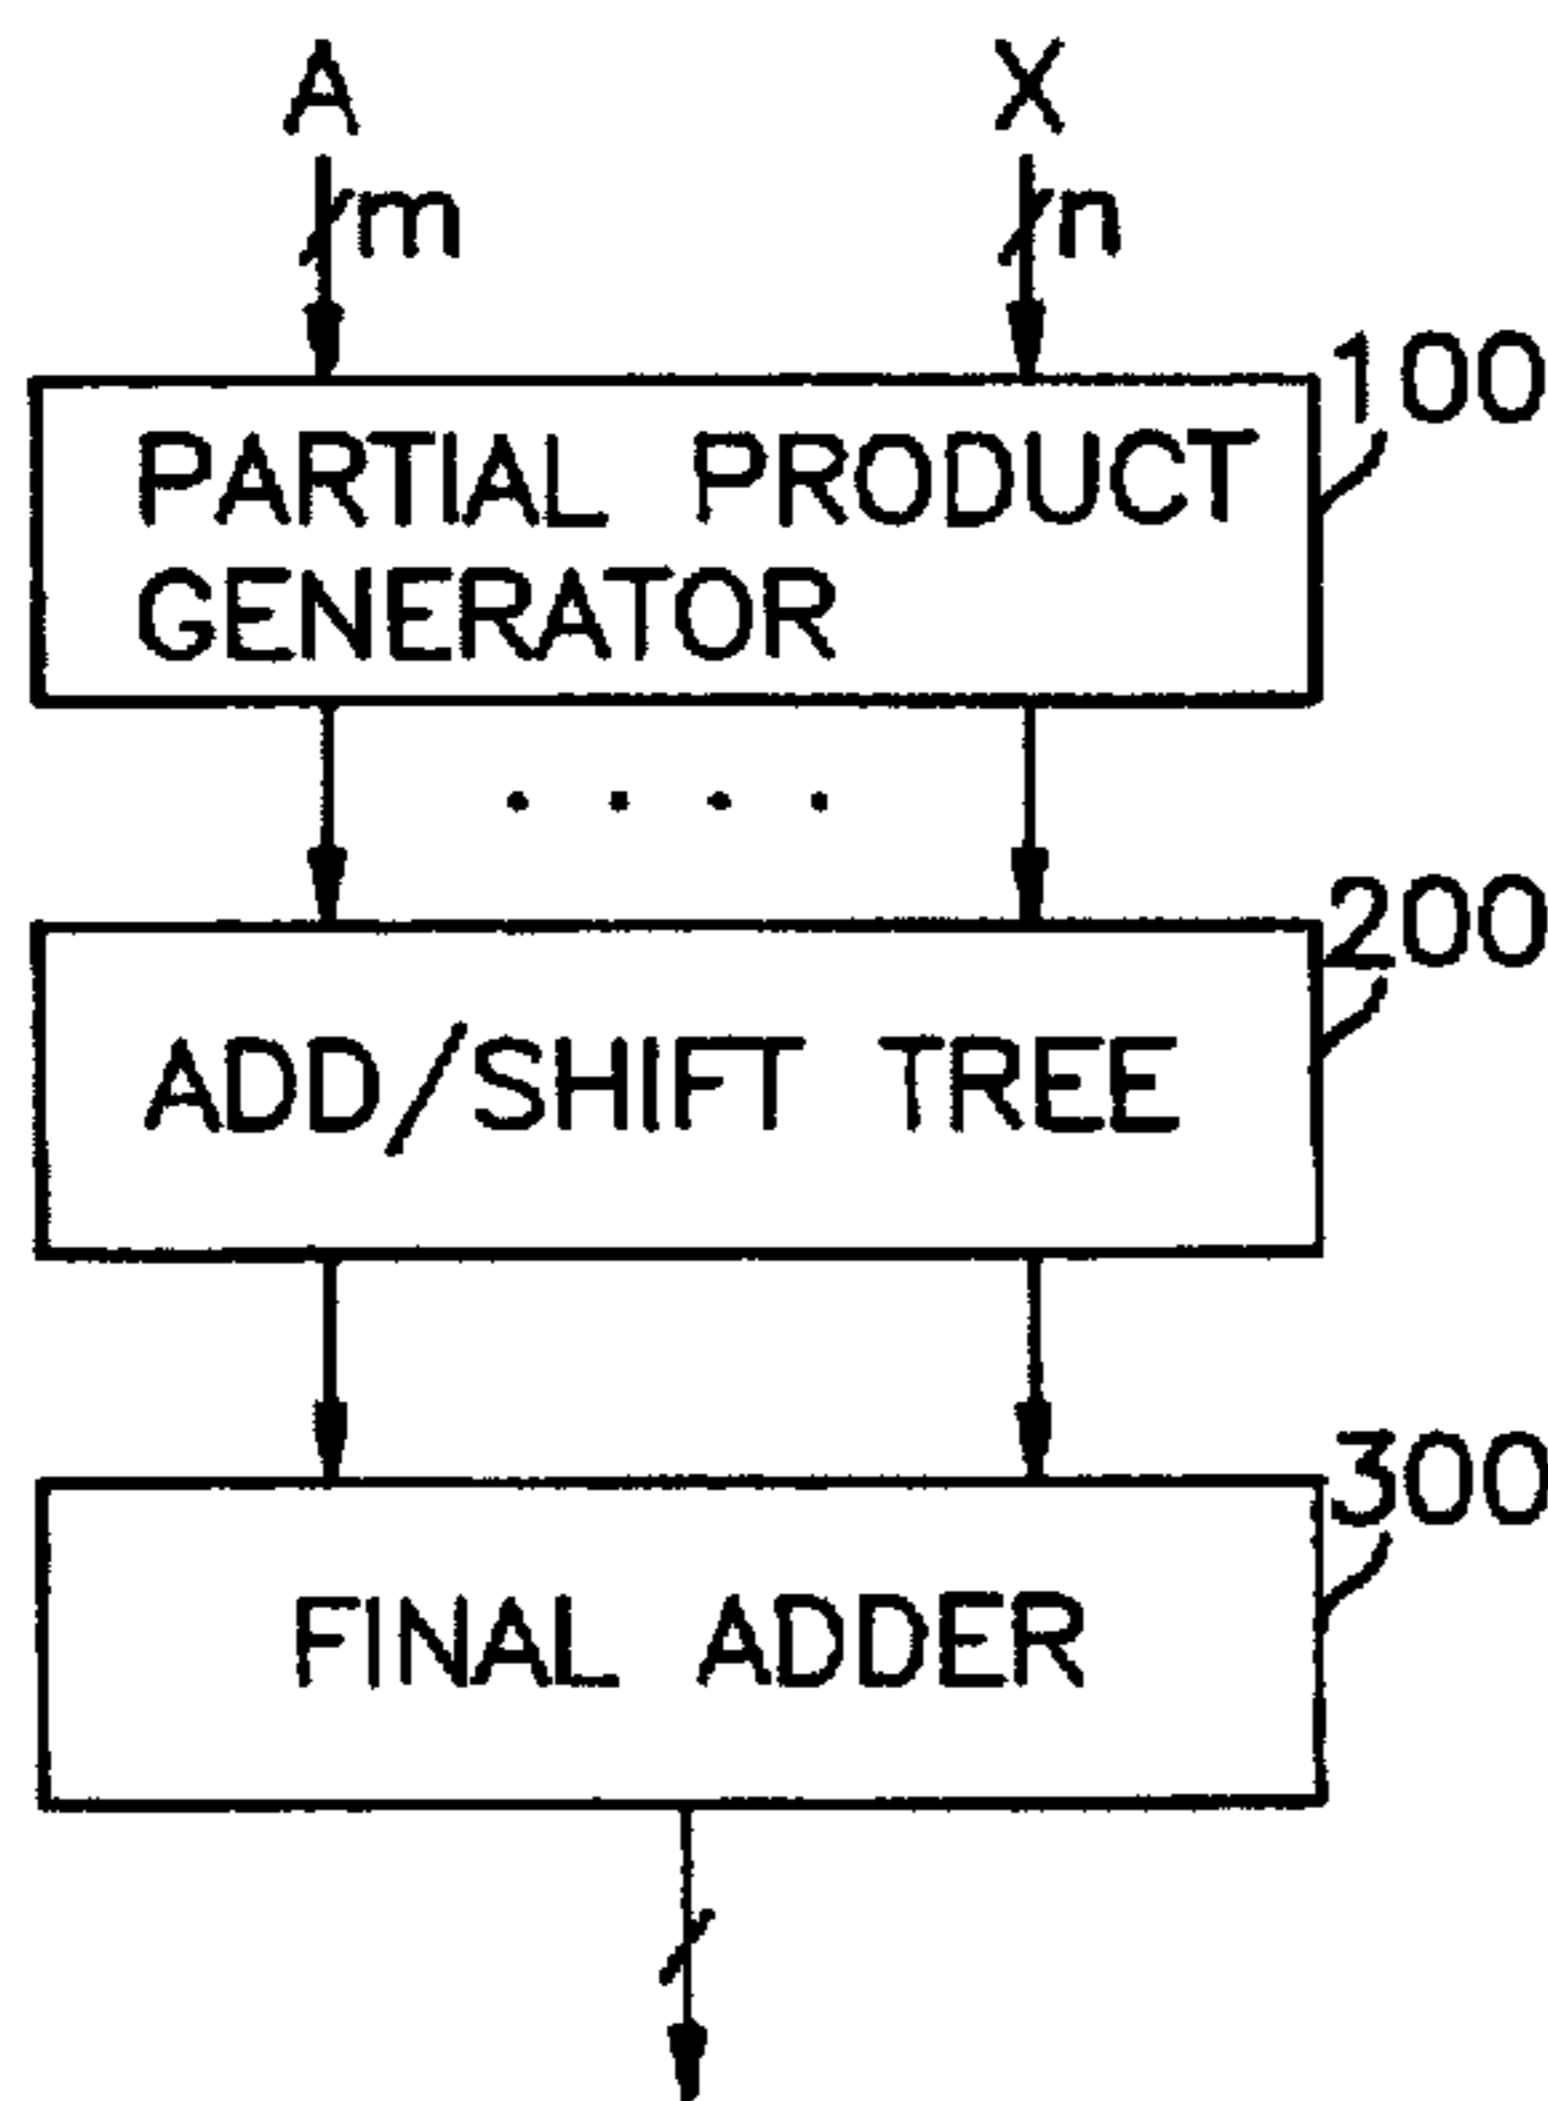 A X
m n
100
PARTIAL PRODUCT
GENERATOR
200
ADD/SHIFT TREE
300
FINAL ADDER